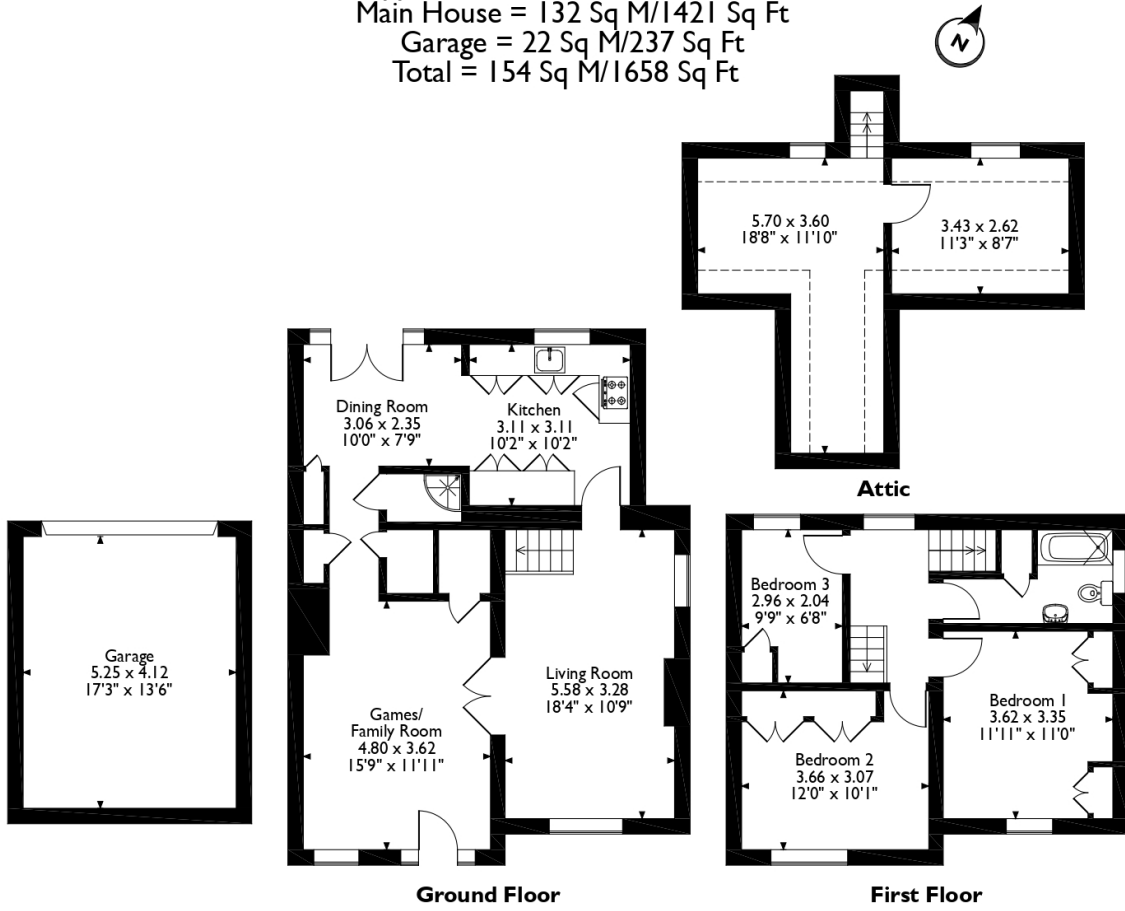 Main House = 132 Sq M/1421 Sq Ft
Garage = 22 Sq M/237 Sq Ft
Total = 154 Sq M/1658 Sq Ft
N
5.70 x 3.60
18'8" x 11'10"
3.43 x 2.62
11'3" x 8'7"
Attic
Dining Room
3.06 x 2.35
10'0" x 7'9"
Kitchen
3.11 x 3.11
10'2" x 10'2"
Garage
5.25 x 4.12
17'3" x 13'6"
Games/
Family Room
4.80 x 3.62
15'9" x 11'11"
Living Room
5.58 x 3.28
18'4" x 10'9"
Ground Floor
Bedroom 3
2.96 x 2.04
9'9" x 6'8"
Bedroom 1
3.62 x 3.35
11'11" x 11'0"
Bedroom 2
3.66 x 3.07
12'0" x 10'1"
First Floor